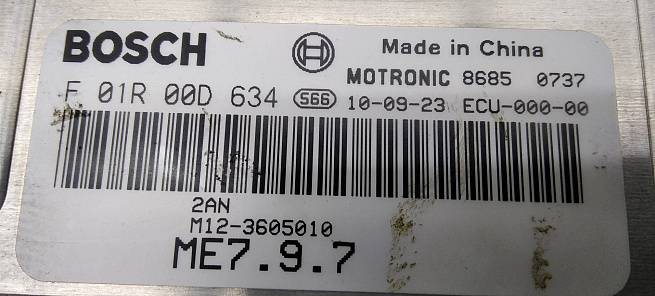 BOSCH Made in China
MOTRONIC 8685 0737
F 01R 00D 634 S66 10-09-23 ECU-000-00
2AN
M12-3605010
ME7.9.7